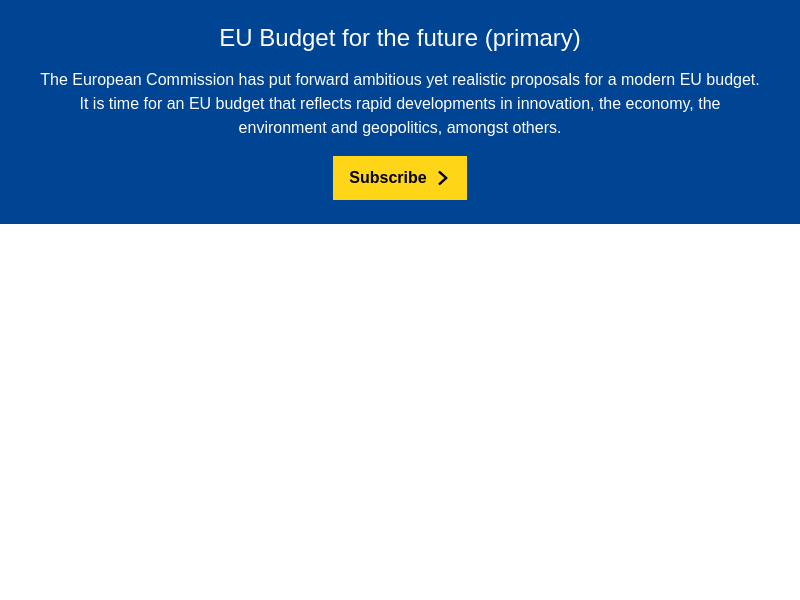 EU Budget for the future (primary)
The European Commission has put forward ambitious yet realistic proposals for a modern EU budget.
It is time for an EU budget that reflects rapid developments in innovation, the economy, the
environment and geopolitics, amongst others.
Subscribe